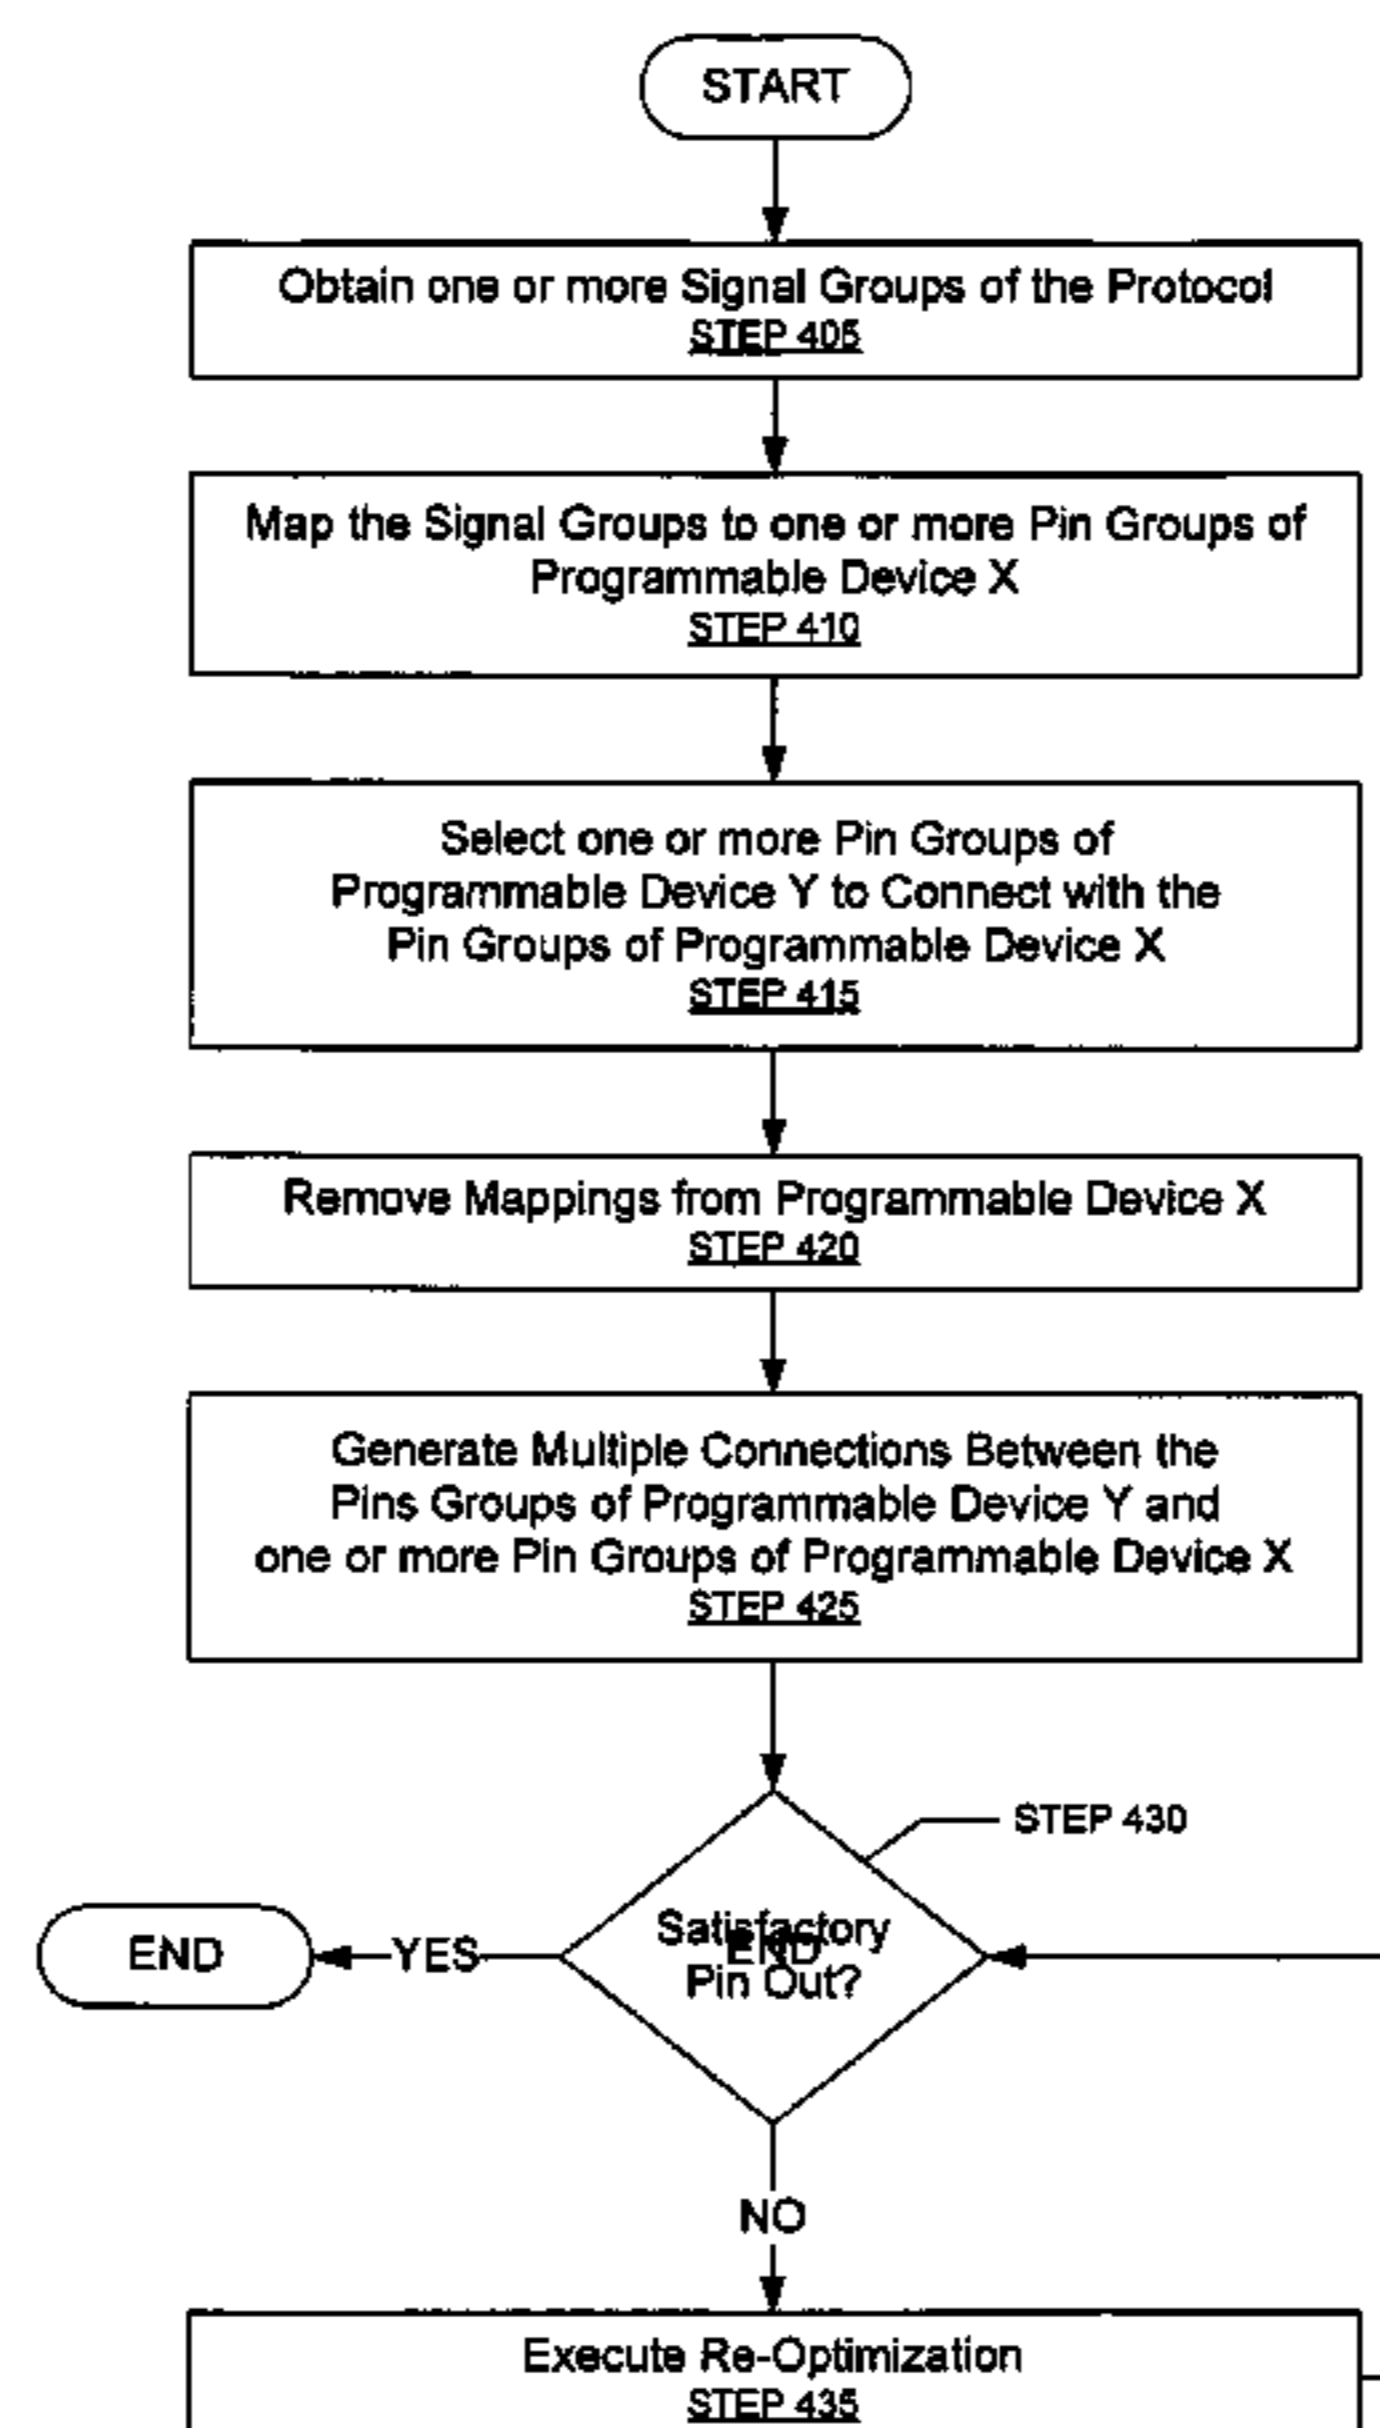 START
Obtain one or more Signal Groups of the Protocol
STEP 405
Map the Signal Groups to one or more Pin Groups of
Programmable Device X
STEP 410
Select one or more Pin Groups of
Programmable Device Y to Connect with the
Pin Groups of Programmable Device X
STEP 415
Remove Mappings from Programmable Device X
STEP 420
Generate Multiple Connections Between the
Pins Groups of Programmable Device Y and
one or more Pin Groups of Programmable Device X
STEP 425
STEP 430
Satisfactory
END
Pin Out?
YES
END
NO
Execute Re-Optimization
STEP 435